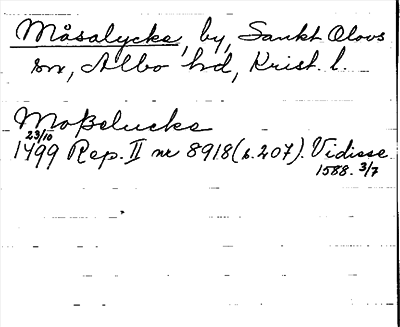 Måsalycke, by, Sankt Olovs
sn, Albo hd, Krist. l.
Moßelucke
23/10
1499 Rep. II nr 8918 (s. 207). Vidisse
1588. 3/7